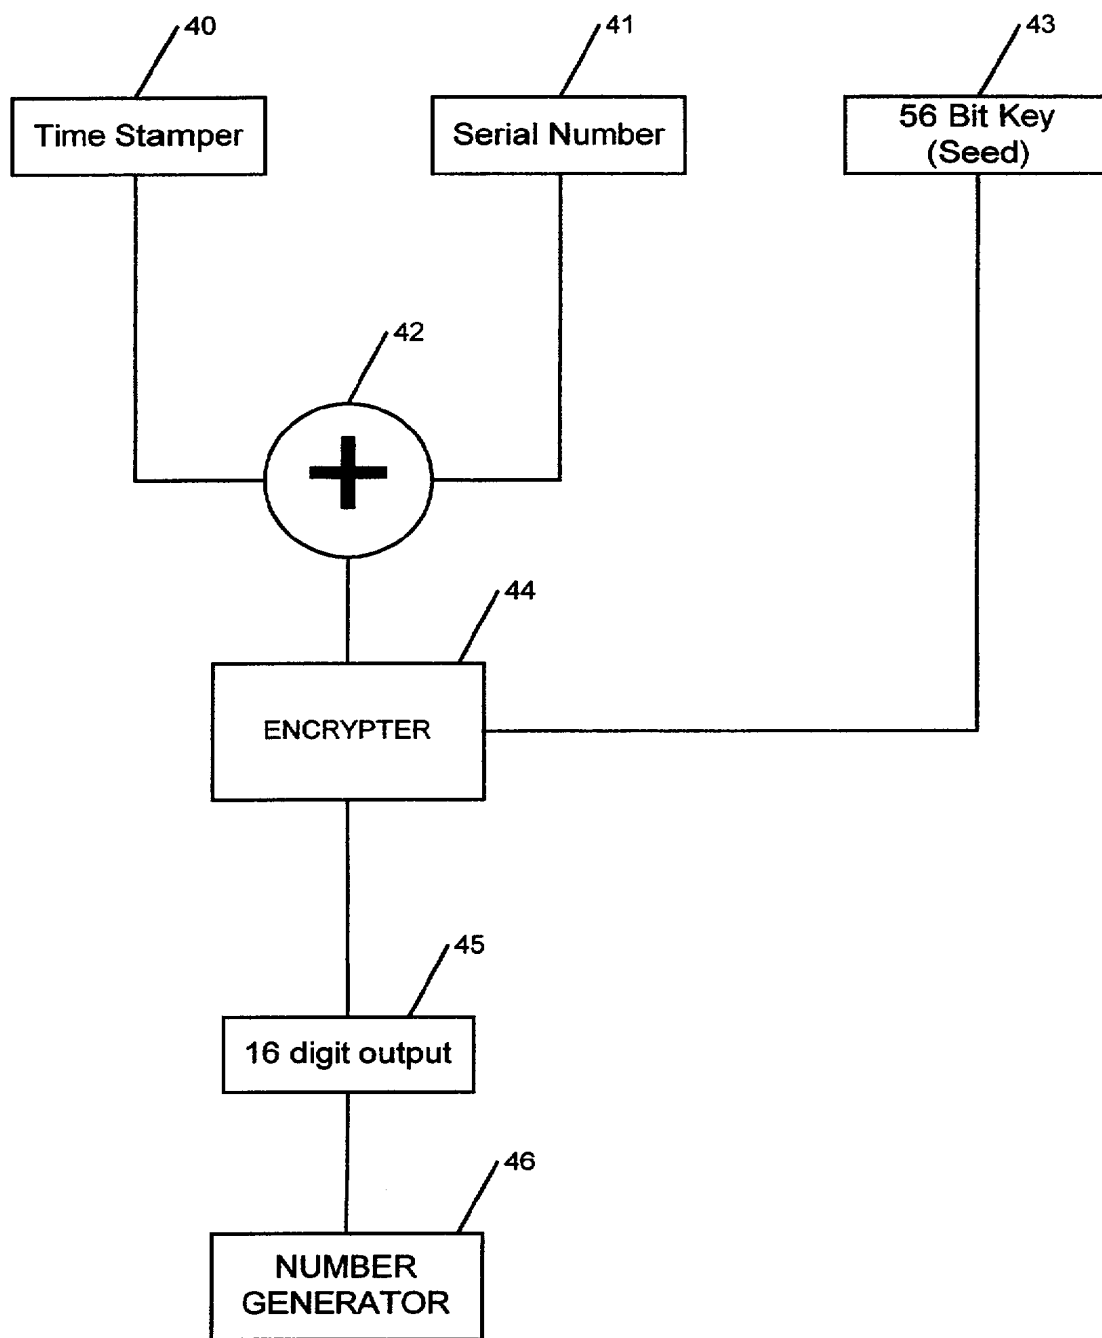 40
41
43
Time Stamper
Serial Number
56 Bit Key
(Seed)
42
+
44
ENCRYPTER
45
16 digit output
46
NUMBER
GENERATOR